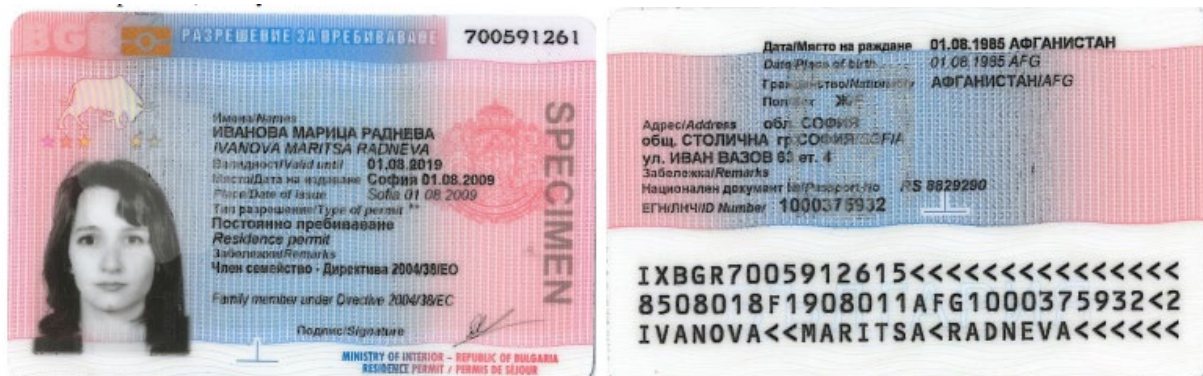 BGR РАЗРЕШЕНИЕ ЗА ПРЕБИВАВАНЕ 700591261
Имена/Names
ИВАНОВА МАРИЦА РАДНЕВА
IVANOVA MARITSA RADNEVA
Валидност/Valid until 01.08.2019
Място/Дата на издаване София 01.08.2009
Place/Date of issue Sofia 01 08 2009
Тип разрешение/Type of permit **
Постоянно пребиваване
Residence permit
Забележки/Remarks
Член семейство - Директива 2004/38/ЕО
Family member under Directive 2004/38/EC
Подпис/Signature
MINISTRY OF INTERIOR – REPUBLIC OF BULGARIA
RESIDENCE PERMIT / PERMIS DE SÉJOUR
SPECIMEN
Дата/Място на раждане 01.08.1985 АФГАНИСТАН
Date/Place of birth 01.08.1985 AFG
Гражданство/Nationality АФГАНИСТАН/AFG
Пол/Sex Ж/F
Адрес/Address обл. СОФИЯ
общ. СТОЛИЧНА гр.СОФИЯ/SOFIA
ул. ИВАН ВАЗОВ 63 ет. 4
Забележка/Remarks
Национален документ №/Passport-No RS 8829290
ЕГН/ЛНЧ/ID Number 1000375932
IXBGR7005912615<<<<<<<<<<<<<<<
8508018F1908011AFG1000375932<2
IVANOVA<<MARITSA<RADNEVA<<<<<<